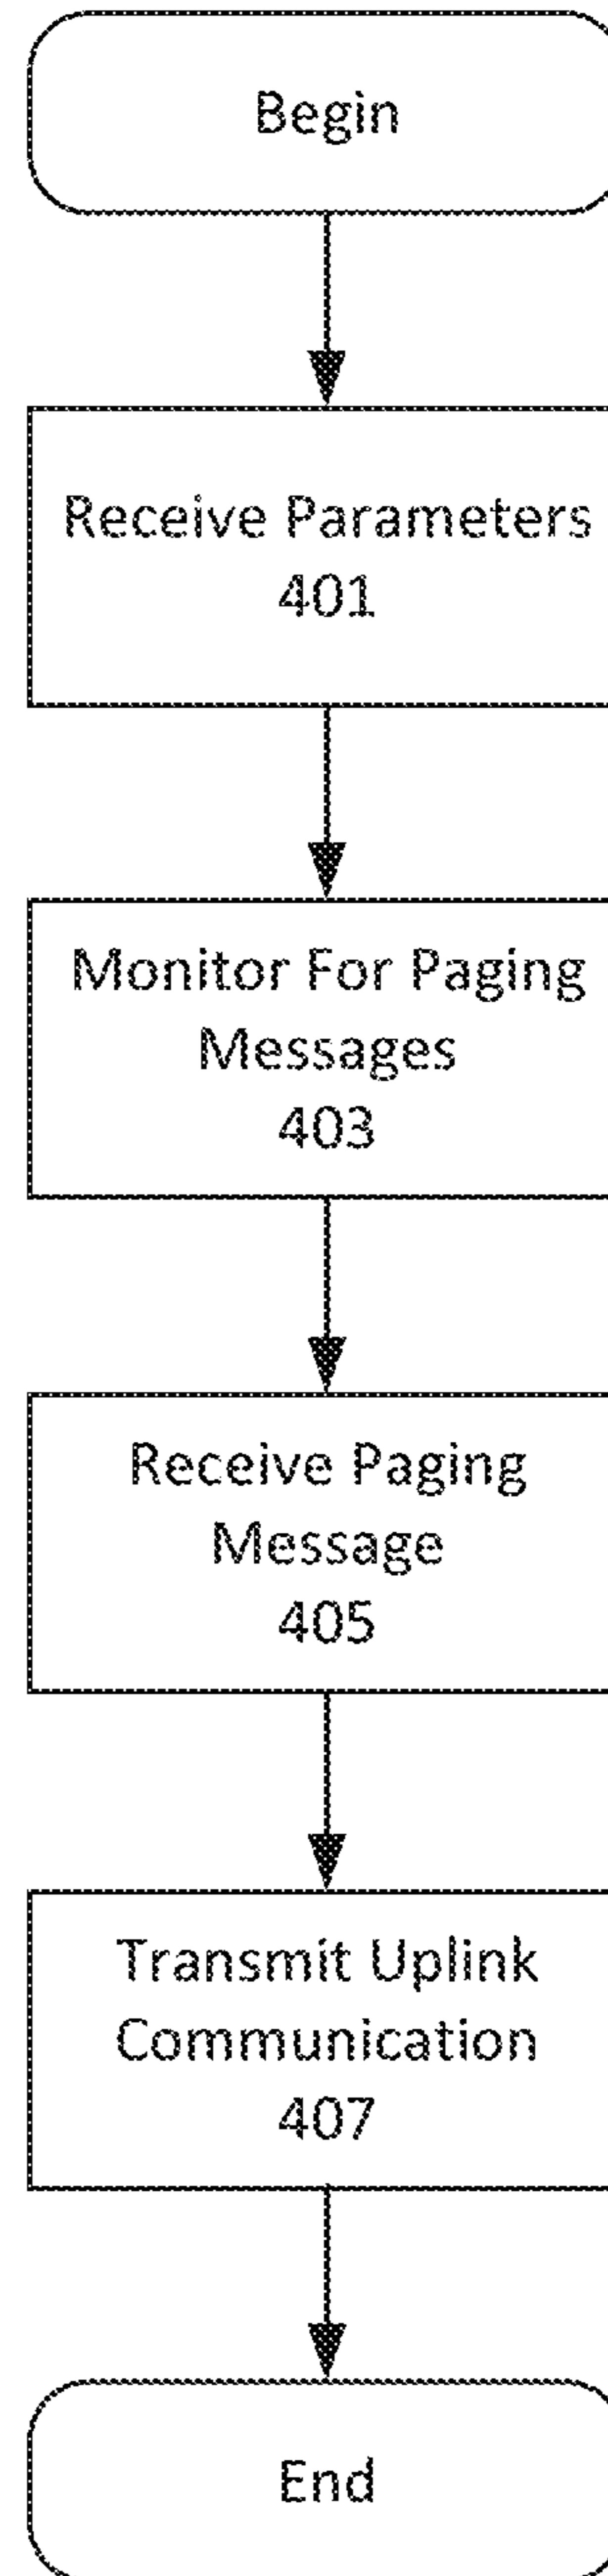 Begin
Receive Parameters
401
Monitor For Paging
Messages
403
Receive Paging
Message
405
Transmit Uplink
Communication
407
End